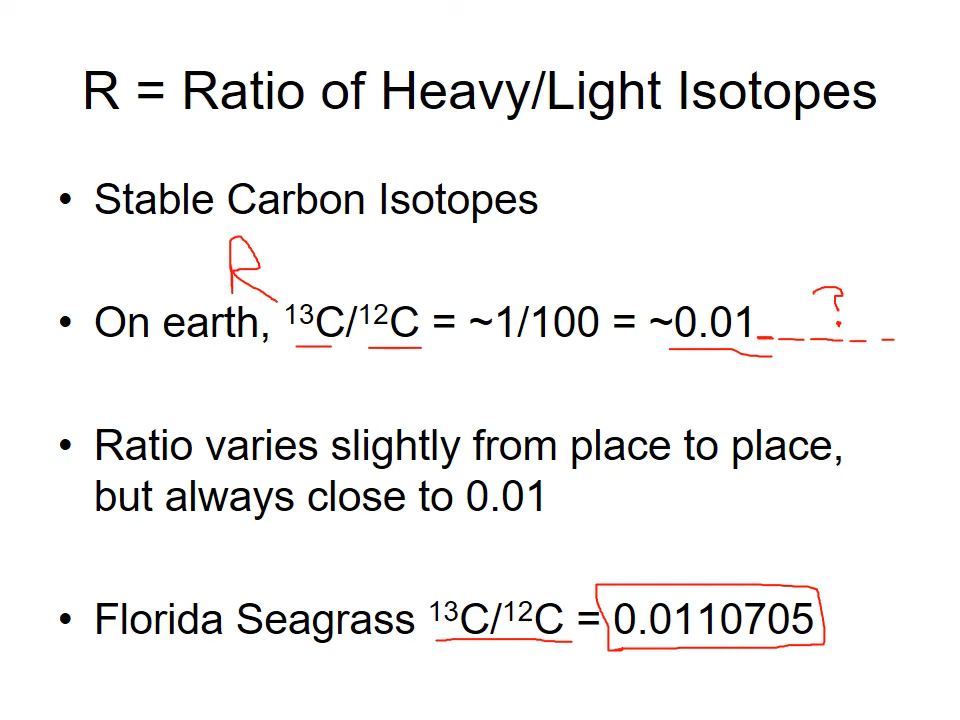 R = Ratio of Heavy/Light Isotopes
• Stable Carbon Isotopes
R
• On earth, ¹³C/¹²C = ~1/100 = ~0.01_ _ _ _ _ ?
• Ratio varies slightly from place to place,
but always close to 0.01
• Florida Seagrass ¹³C/¹²C = 0.0110705